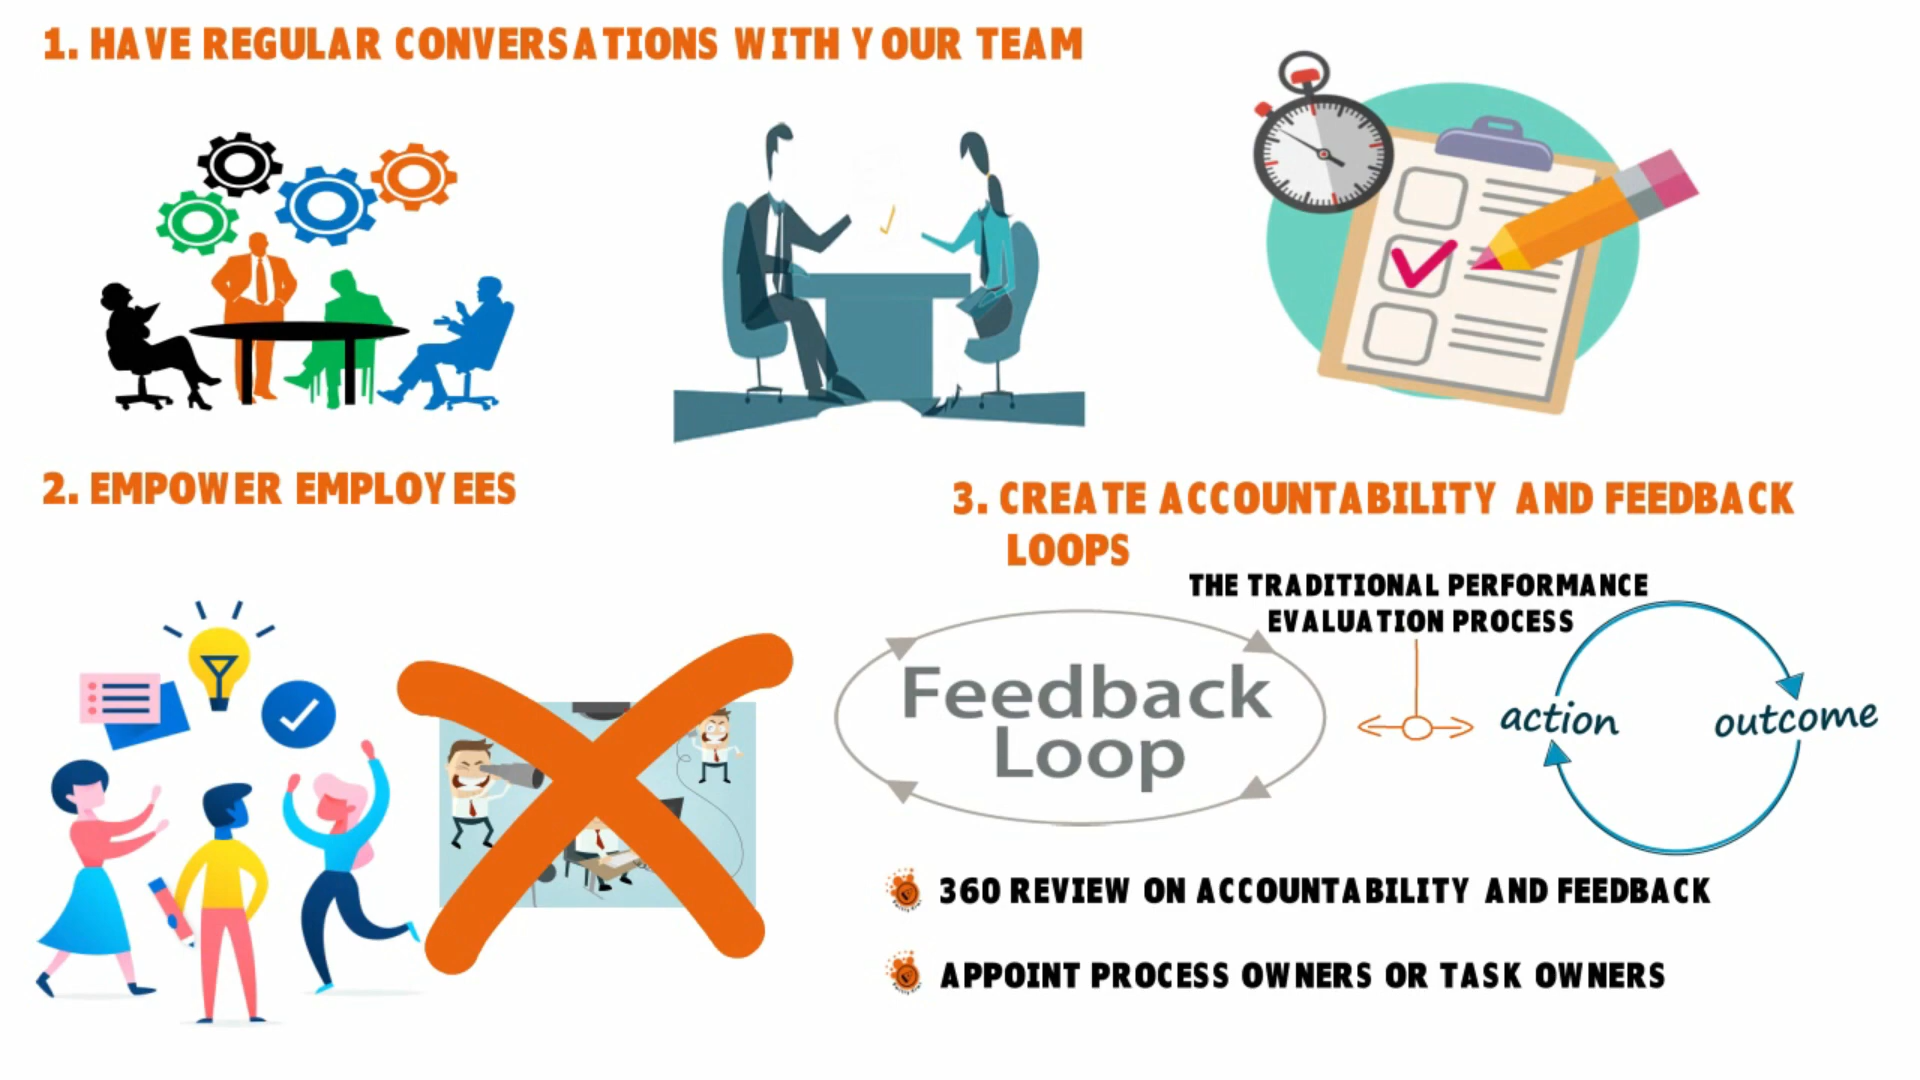 1. HAVE REGULAR CONVERSATIONS WITH YOUR TEAM
2. EMPOWER EMPLOYEES
3. CREATE ACCOUNTABILITY AND FEEDBACK
LOOPS
THE TRADITIONAL PERFORMANCE
EVALUATION PROCESS
Feedback
Loop
action
outcome
360 REVIEW ON ACCOUNTABILITY AND FEEDBACK
APPOINT PROCESS OWNERS OR TASK OWNERS